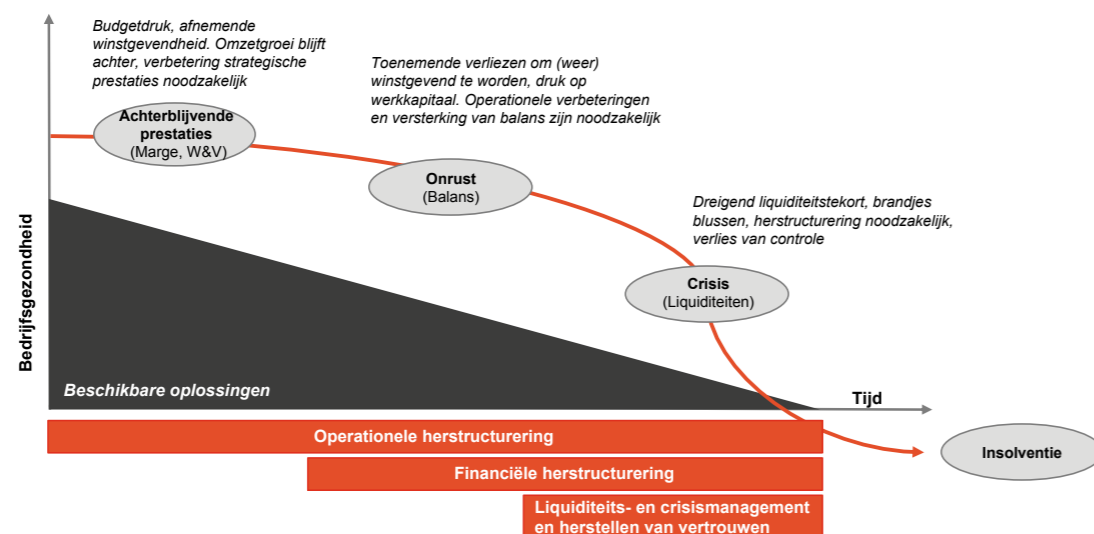 Budgetdruk, afnemende
winstgevendheid. Omzetgroei blijft
achter, verbetering strategische
prestaties noodzakelijk
Toenemende verliezen om (weer)
winstgevend te worden, druk op
werkkapitaal. Operationele verbeteringen
en versterking van balans zijn noodzakelijk
Achterblijvende
prestaties
(Marge, W&V)
Onrust
(Balans)
Dreigend liquiditeitstekort, brandjes
blussen, herstructurering noodzakelijk,
verlies van controle
Crisis
(Liquiditeiten)
Bedrijfsgezondheid
Beschikbare oplossingen
Tijd
Operationele herstructurering
Insolventie
Financiële herstructurering
Liquiditeits- en crisismanagement
en herstellen van vertrouwen